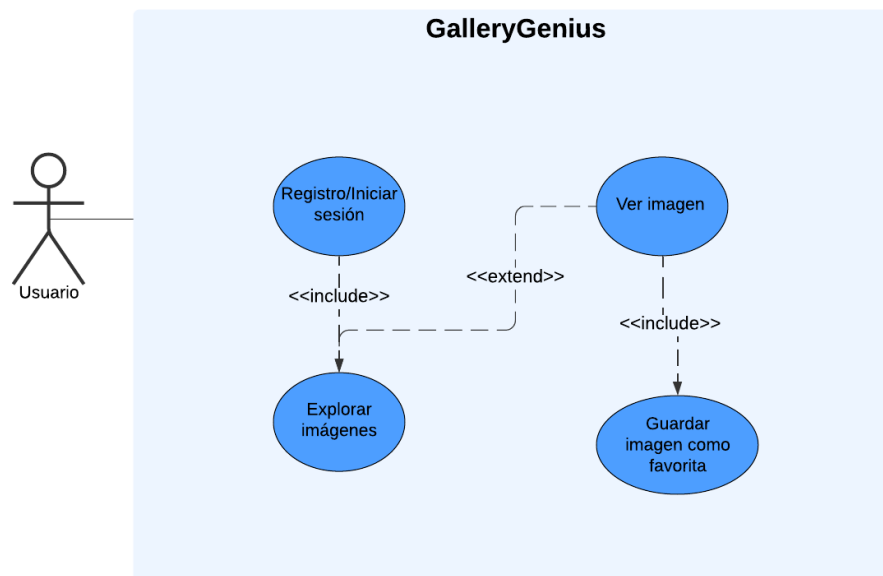 GalleryGenius
Usuario
Registro/Iniciar
sesión
Ver imagen
<<extend>>
<<include>>
<<include>>
Explorar
imágenes
Guardar
imagen como
favorita